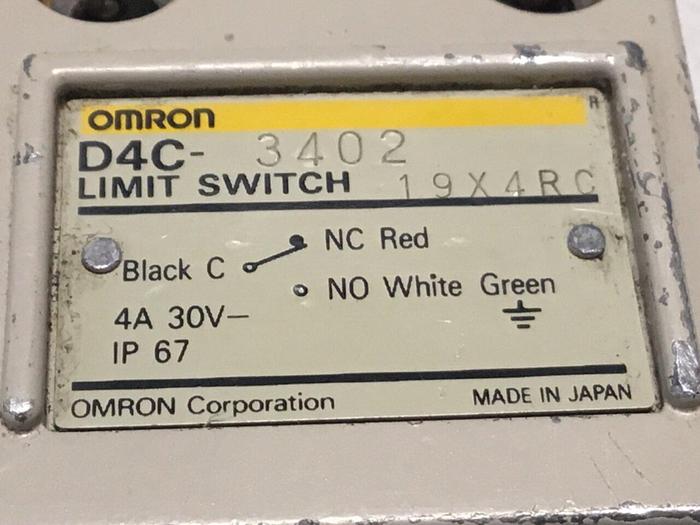 OMRON R
D4C- 3402
LIMIT SWITCH 19X4RC
NC Red
Black C
NO White Green
4A 30V—
IP 67
OMRON Corporation MADE IN JAPAN